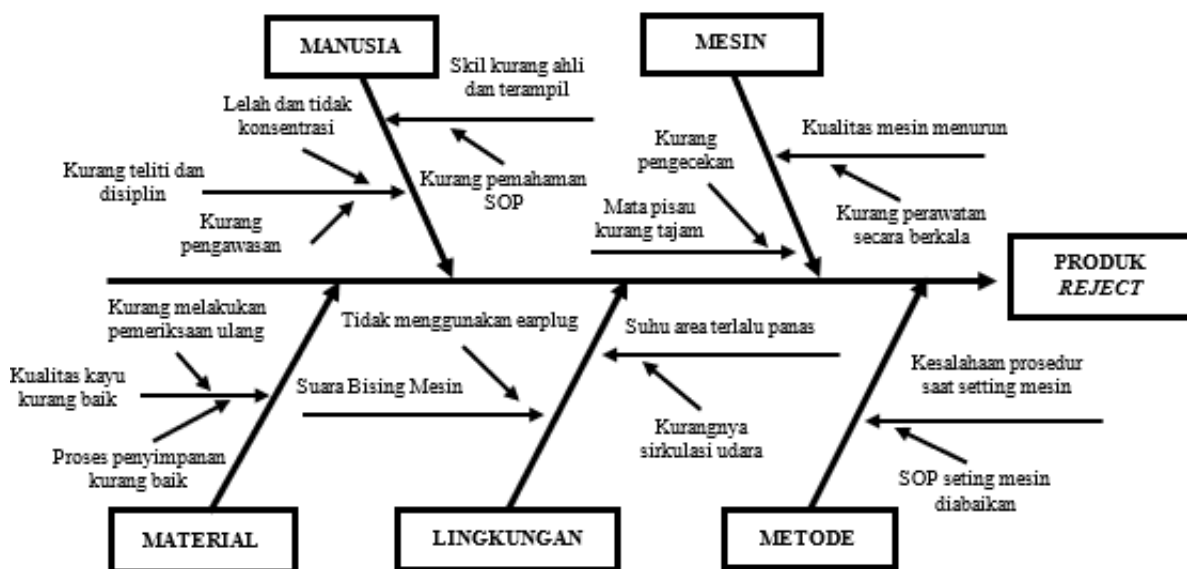 MANUSIA
MESIN
Skil kurang ahli
dan terampil
Lelah dan tidak
konsentrasi
Kurang teliti dan
disiplin
Kurang
pengawasan
Kurang pemahaman
SOP
Kurang
pengecekan
Mata pisau
kurang tajam
Kualitas mesin menurun
Kurang perawatan
secara berkala
PRODUK
REJECT
Kurang melakukan
pemeriksaan ulang
Kualitas kayu
kurang baik
Proses penyimpanan
kurang baik
Tidak menggunakan earplug
Suara Bising Mesin
Suhu area terlalu panas
Kurangnya
sirkulasi udara
Kesalahaan prosedur
saat setting mesin
SOP seting mesin
diabaikan
MATERIAL
LINGKUNGAN
METODE